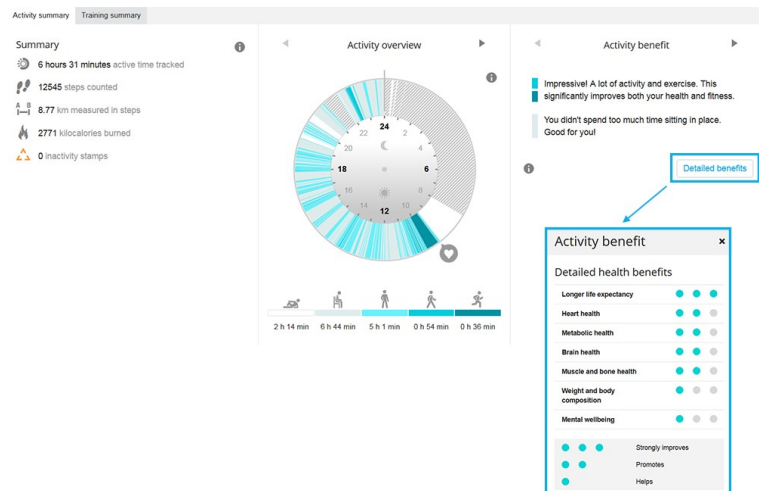 Activity summary
Training summary
Summary
6 hours 31 minutes active time tracked
12545 steps counted
A B
8.77 km measured in steps
2771 kilocalories burned
0 inactivity stamps
Activity overview
24
22
2
20
4
18
6
16
8
14
10
12
2 h 14 min
6 h 44 min
5 h 1 min
0 h 54 min
0 h 36 min
Activity benefit
Impressive! A lot of activity and exercise. This
significantly improves both your health and fitness.
You didn't spend too much time sitting in place.
Good for you!
Detailed benefits
Activity benefit
×
Detailed health benefits
Longer life expectancy
Heart health
Metabolic health
Brain health
Muscle and bone health
Weight and body
composition
Mental wellbeing
Strongly improves
Promotes
Helps